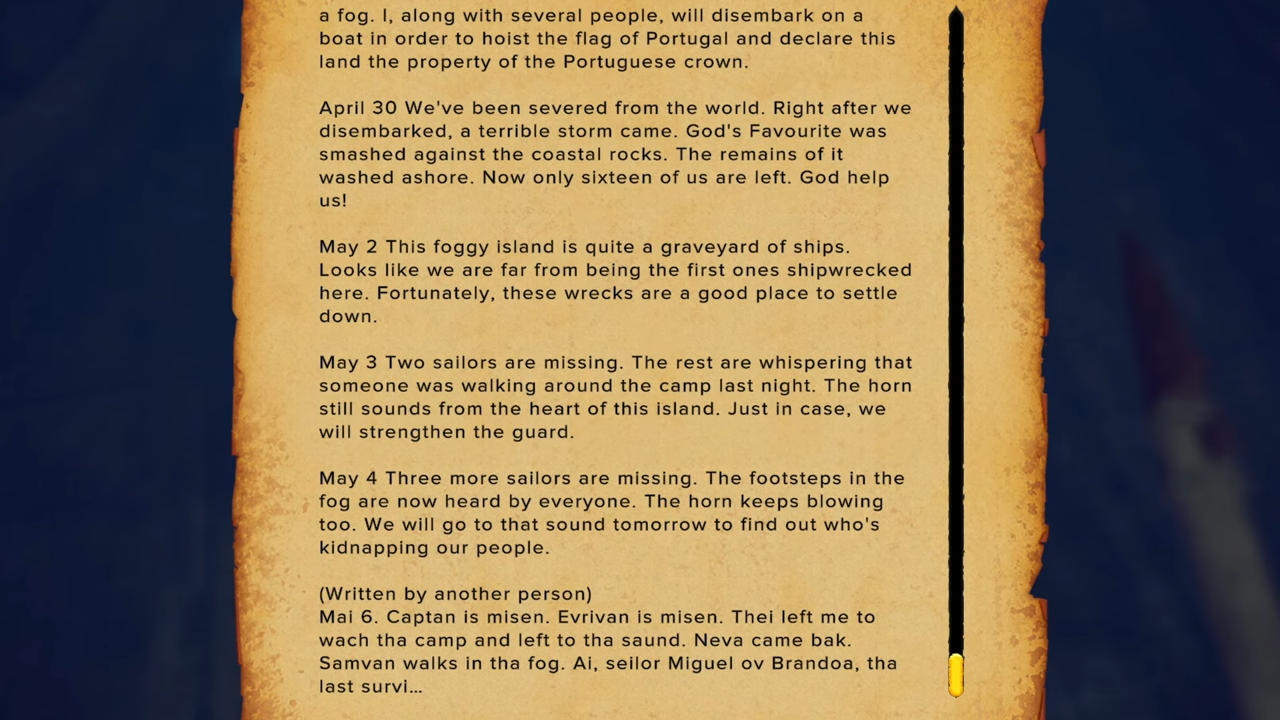 a fog. I, along with several people, will disembark on a
boat in order to hoist the flag of Portugal and declare this
land the property of the Portuguese crown.
April 30 We've been severed from the world. Right after we
disembarked, a terrible storm came. God's Favourite was
smashed against the coastal rocks. The remains of it
washed ashore. Now only sixteen of us are left. God help
us!
May 2 This foggy island is quite a graveyard of ships.
Looks like we are far from being the first ones shipwrecked
here. Fortunately, these wrecks are a good place to settle
down.
May 3 Two sailors are missing. The rest are whispering that
someone was walking around the camp last night. The horn
still sounds from the heart of this island. Just in case, we
will strengthen the guard.
May 4 Three more sailors are missing. The footsteps in the
fog are now heard by everyone. The horn keeps blowing
too. We will go to that sound tomorrow to find out who's
kidnapping our people.
(Written by another person)
Mai 6. Captan is misen. Evrivan is misen. Thei left me to
wach tha camp and left to tha saund. Neva came bak.
Samvan walks in tha fog. Ai, seilor Miguel ov Brandoa, tha
last survi...